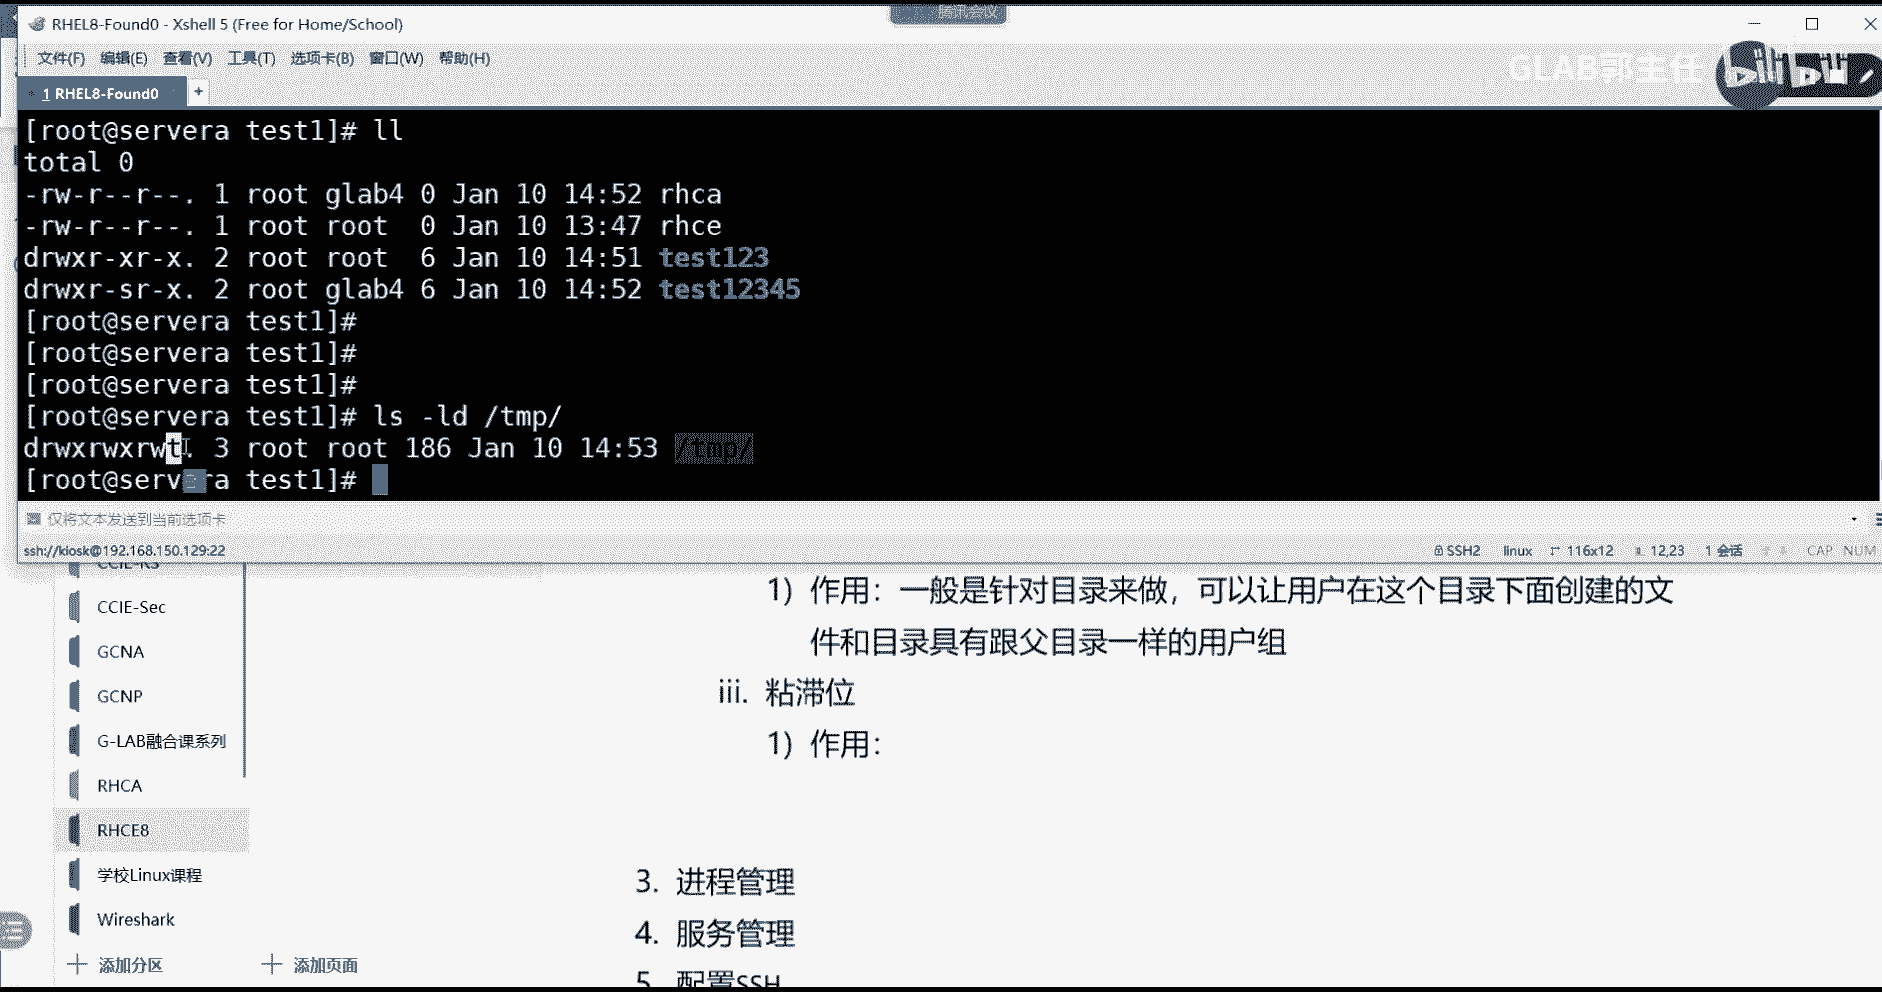 RHEL8-Found0 - Xshell 5 (Free for Home/School)
腾讯会议
文件(F) 编辑(E) 查看(V) 工具(T) 选项卡(B) 窗口(W) 帮助(H)
GLAB郭主任
bilibili
1 RHEL8-Found0 +
[root@servera test1]# ll
total 0
-rw-r--r--. 1 root glab4 0 Jan 10 14:52 rhca
-rw-r--r--. 1 root root  0 Jan 10 13:47 rhce
drwxr-xr-x. 2 root root  6 Jan 10 14:51 test123
drwxr-sr-x. 2 root glab4 6 Jan 10 14:52 test12345
[root@servera test1]#
[root@servera test1]#
[root@servera test1]#
[root@servera test1]# ls -ld /tmp/
drwxrwxrwt. 3 root root 186 Jan 10 14:53 /tmp/
[root@servera test1]#
仅将文本发送到当前选项卡
ssh://kiosk@192.168.150.129:22 SSH2 linux 116x12 12,23 1 会话 CAP NUM
CCIE-RS
CCIE-Sec
GCNA
GCNP
G-LAB融合课系列
RHCA
RHCE8
学校Linux课程
Wireshark
添加分区 添加页面
1) 作用：一般是针对目录来做，可以让用户在这个目录下面创建的文
件和目录具有跟父目录一样的用户组
iii. 粘滞位
1) 作用：
3. 进程管理
4. 服务管理
5. 配置SSH